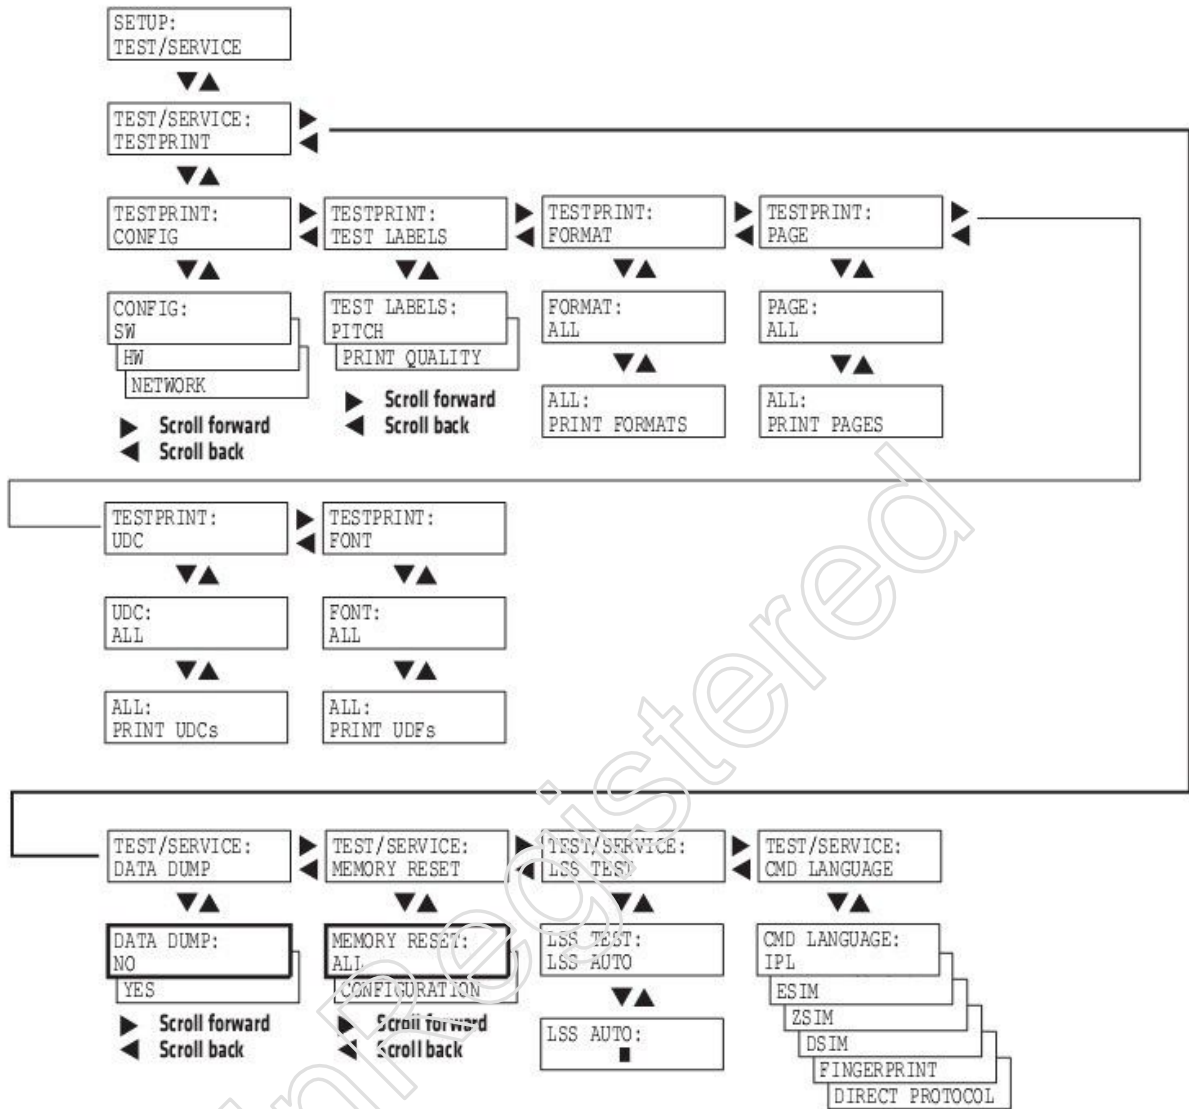 SETUP:
TEST/SERVICE
TEST/SERVICE:
TESTPRINT
TESTPRINT:
CONFIG
TESTPRINT:
TEST LABELS
TESTPRINT:
FORMAT
TESTPRINT:
PAGE
CONFIG:
SW
HW
NETWORK
Scroll forward
Scroll back
TEST LABELS:
PITCH
PRINT QUALITY
Scroll forward
Scroll back
FORMAT:
ALL
ALL:
PRINT FORMATS
PAGE:
ALL
ALL:
PRINT PAGES
TESTPRINT:
UDC
TESTPRINT:
FONT
UDC:
ALL
FONT:
ALL
ALL:
PRINT UDCs
ALL:
PRINT UDFs
TEST/SERVICE:
DATA DUMP
TEST/SERVICE:
MEMORY RESET
TEST/SERVICE:
LSS TEST
TEST/SERVICE:
CMD LANGUAGE
DATA DUMP:
NO
YES
Scroll forward
Scroll back
MEMORY RESET:
ALL
CONFIGURATION
Scroll forward
Scroll back
LSS TEST:
LSS AUTO
LSS AUTO:
CMD LANGUAGE:
IPL
ESIM
ZSIM
DSIM
FINGERPRINT
DIRECT PROTOCOL
UnRegistered